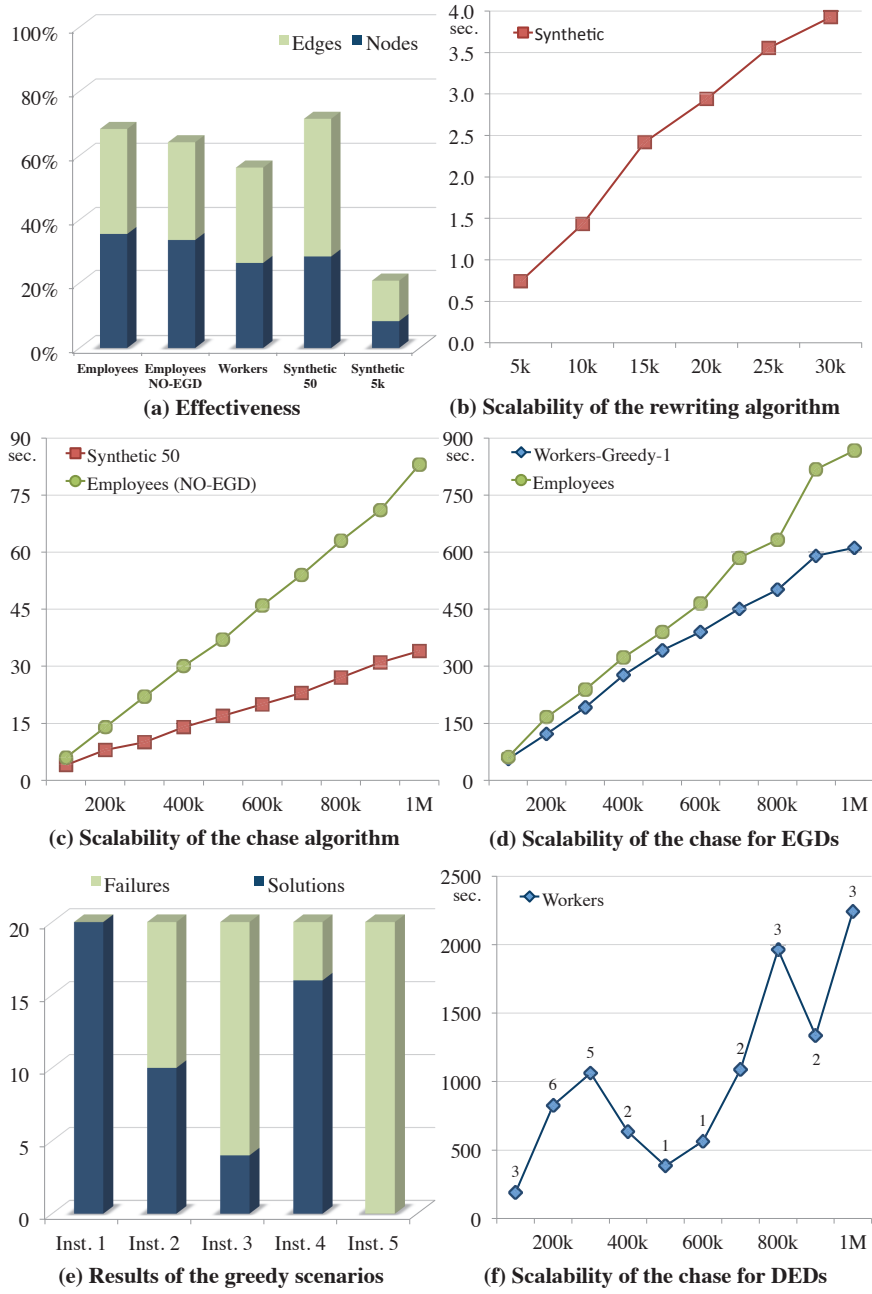 100%
80%
60%
40%
20%
0%
Edges Nodes
Employees
Employees
NO-EGD
Workers
Synthetic
50
Synthetic
5k
(a) Effectiveness
4.0
sec.
3.5
3.0
2.5
2.0
1.5
1.0
0.5
0.0
Synthetic
5k 10k 15k 20k 25k 30k
(b) Scalability of the rewriting algorithm
90
sec.
75
60
45
30
15
0
Synthetic 50
Employees (NO-EGD)
200k 400k 600k 800k 1M
(c) Scalability of the chase algorithm
900
sec.
750
600
450
300
150
0
Workers-Greedy-1
Employees
200k 400k 600k 800k 1M
(d) Scalability of the chase for EGDs
Failures Solutions
20
15
10
5
0
Inst. 1 Inst. 2 Inst. 3 Inst. 4 Inst. 5
(e) Results of the greedy scenarios
2500
sec.
2000
1500
1000
500
0
Workers
3
6
5
2
1
1
2
3
2
3
200k 400k 600k 800k 1M
(f) Scalability of the chase for DEDs